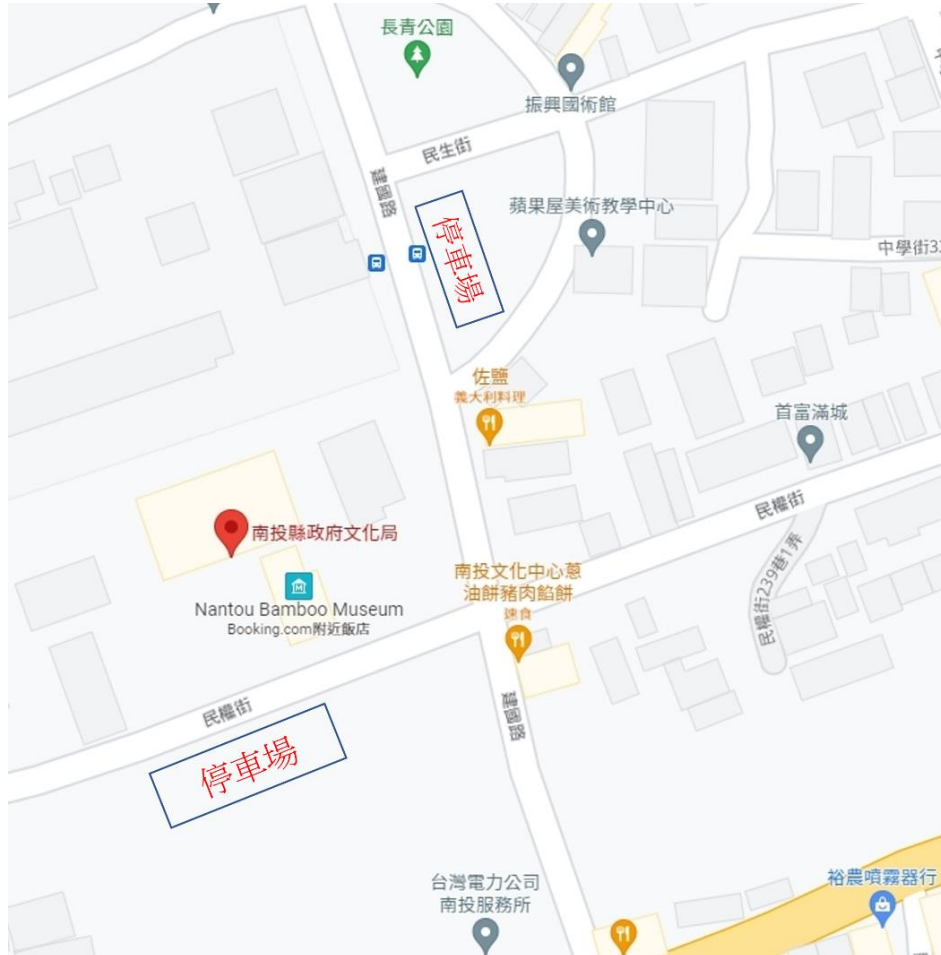 長青公園
振興國術館
民生街
建國路
停車場
蘋果屋美術教學中心
中學街33
佐鹽
義大利料理
首富滿城
民權街
南投縣政府文化局
民權街239巷1弄
南投文化中心蔥
油餅豬肉餡餅
速食
Nantou Bamboo Museum
Booking.com附近飯店
民權街
建國路
停車場
台灣電力公司
南投服務所
裕農噴霧器行